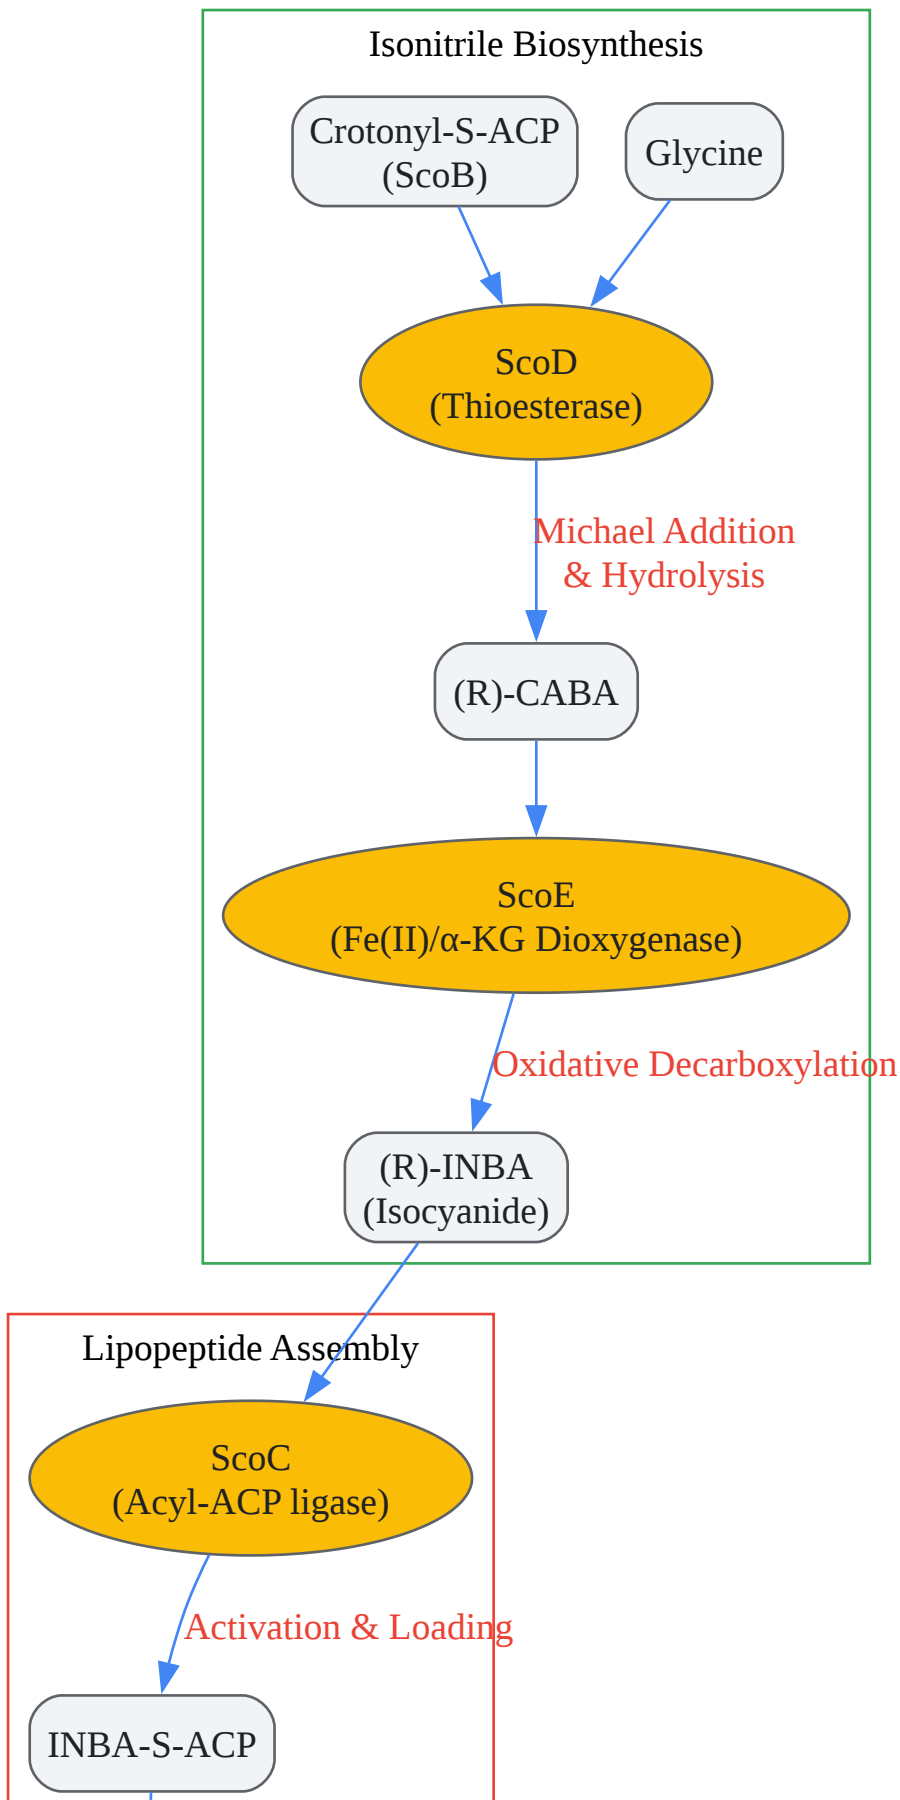 Isonitrile Biosynthesis
Crotonyl-S-ACP
(ScoB)
Glycine
ScoD
(Thioesterase)
Michael Addition
& Hydrolysis
(R)-CABA
ScoE
(Fe(II)/α-KG Dioxygenase)
Oxidative Decarboxylation
(R)-INBA
(Isocyanide)
Lipopeptide Assembly
ScoC
(Acyl-ACP ligase)
Activation & Loading
INBA-S-ACP